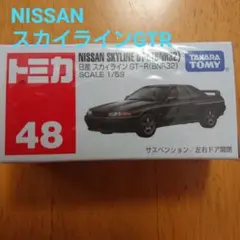 NISSAN
スカイラインGTR
トミカ
48
NISSAN SKYLINE GT-R(BNR32)
日産 スカイライン GT-R(BNR32)
SCALE 1/59
TAKARA
TOMY
サスペンション／左右ドア開閉